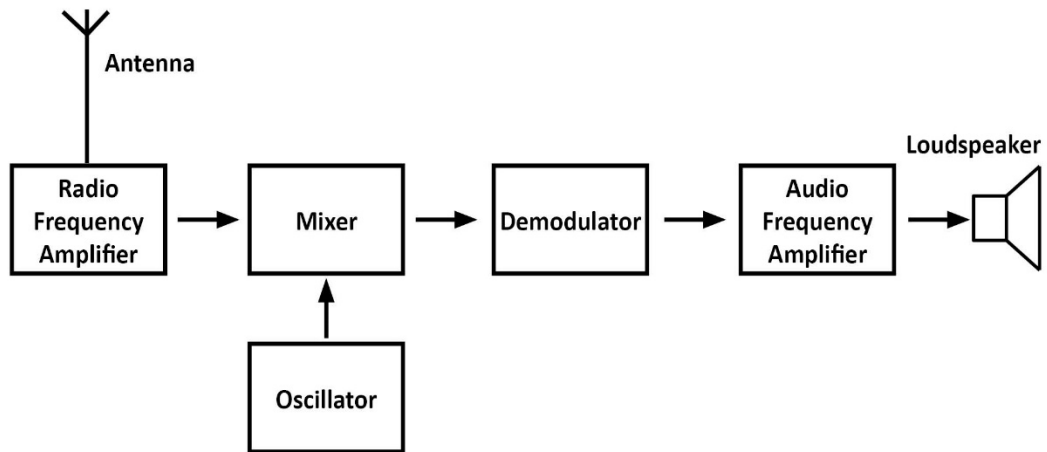 Antenna
Loudspeaker
Radio
Frequency
Amplifier
Mixer
Demodulator
Audio
Frequency
Amplifier
Oscillator